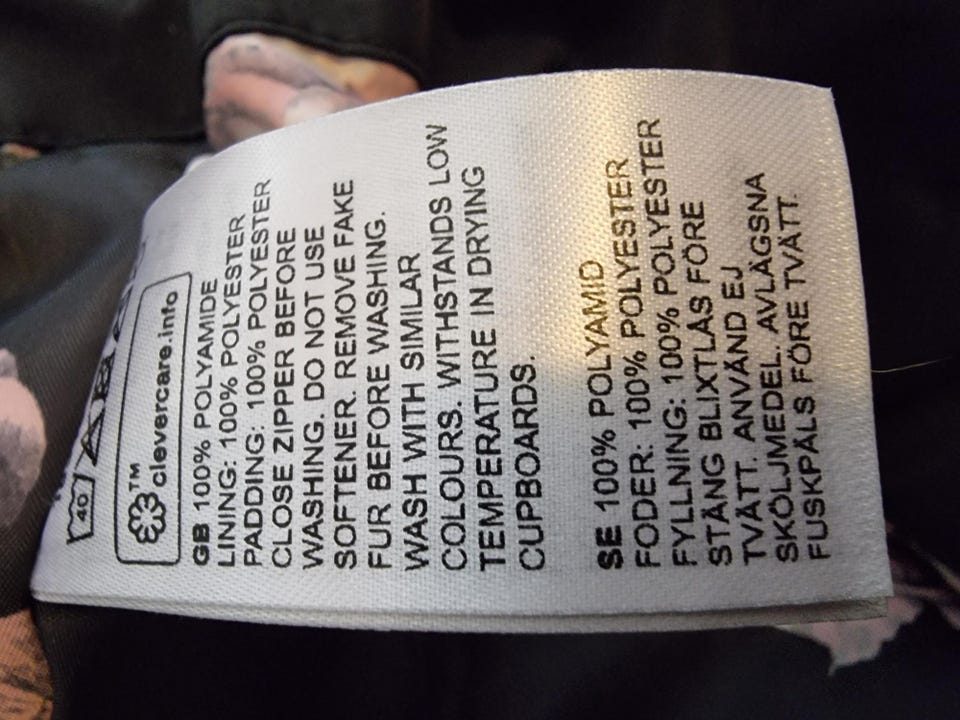 40
TM
clevercare.info
GB 100% POLYAMIDE
LINING: 100% POLYESTER
PADDING: 100% POLYESTER
CLOSE ZIPPER BEFORE
WASHING. DO NOT USE
SOFTENER. REMOVE FAKE
FUR BEFORE WASHING.
WASH WITH SIMILAR
COLOURS. WITHSTANDS LOW
TEMPERATURE IN DRYING
CUPBOARDS.
SE 100% POLYAMID
FODER: 100% POLYESTER
FYLLNING: 100% POLYESTER
STÄNG BLIXTLÅS FÖRE
TVÄTT. ANVÄND EJ
SKÖLJMEDEL. AVLÄGSNA
FUSKPÄLS FÖRE TVÄTT.